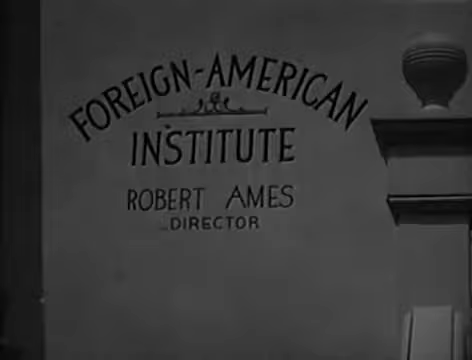 FOREIGN-AMERICAN
INSTITUTE
ROBERT AMES
DIRECTOR